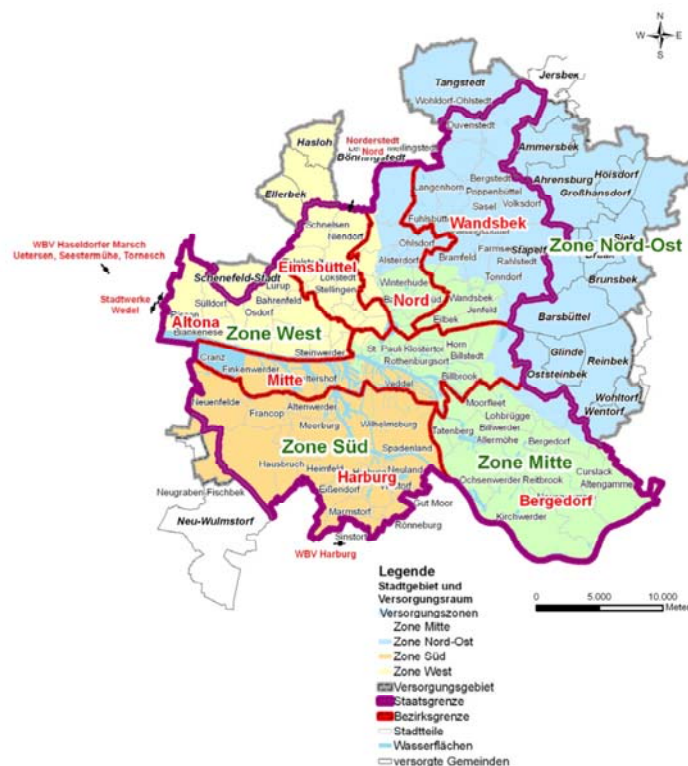 N
W E
S
Tangstedt
Jersbek
Wohldorf-Ohlstedt
Duvenstedt
Hasloh
Norderstedt
Nord
Bönningstedt
Ammersbek
Ellerbek
Bergstedt
Ahrensburg
Hoisdorf
Langenhorn
Poppenbüttel
Großhansdorf
Sasel
Volksdorf
Fuhlsbüttel
Wandsbek
Schnelsen
Niendorf
Ohlsdorf
Farmsen
Stapelfeld
Zone Nord-Ost
WBV Haseldorfer Marsch
Uetersen, Seestermühe, Tornesch
Eimsbüttel
Alsterdorf
Bramfeld
Rahlstedt
Schenefeld-Stadt
Lokstedt
Tonndorf
Brunsbek
Lurup
Stellingen
Winterhude
Stadtwerke
Wedel
Sülldorf
Bahrenfeld
Nord
Wandsbek
Osdorf
Jenfeld
Barsbüttel
Altona
Zone West
Eilbek
Blankenese
Steinwerder
St. Pauli
Klostertor
Horn
Glinde
Cranz
Rothenburgsort
Billstedt
Reinbek
Finkenwerder
Oststeinbek
Mitte
Billbrook
Wohltorf
Veddel
Wentorf
Neuenfelde
Altenwerder
Moorfleet
Francop
Wilhelmsburg
Lohbrügge
Moorburg
Billwerder
Tatenberg
Bergedorf
Zone Süd
Spadenland
Allermöhe
Zone Mitte
Hausbruch
Heimfeld
Neuland
Curslack
Harburg
Ochsenwerder
Reitbrook
Altengamme
Neugraben-Fischbek
Eißendorf
Bergedorf
Gut Moor
Kirchwerder
Neu-Wulmstorf
Marmstorf
Rönneburg
Sinstorf
WBV Harburg
Legende
Stadtgebiet und
Versorgungsraum
Versorgungszonen
0 5.000 10.000
Meter
Zone Mitte
Zone Nord-Ost
Zone Süd
Zone West
Versorgungsgebiet
Staatsgrenze
Bezirksgrenze
Stadtteile
Wasserflächen
versorgte Gemeinden